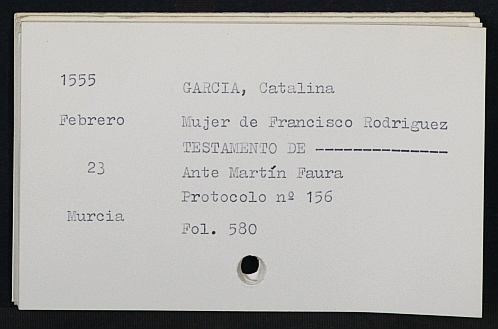 1555
GARCIA, Catalina
Febrero
Mujer de Francisco Rodriguez
TESTAMENTO DE --------------
23
Ante Martín Faura
Protocolo nº 156
Murcia
Fol. 580